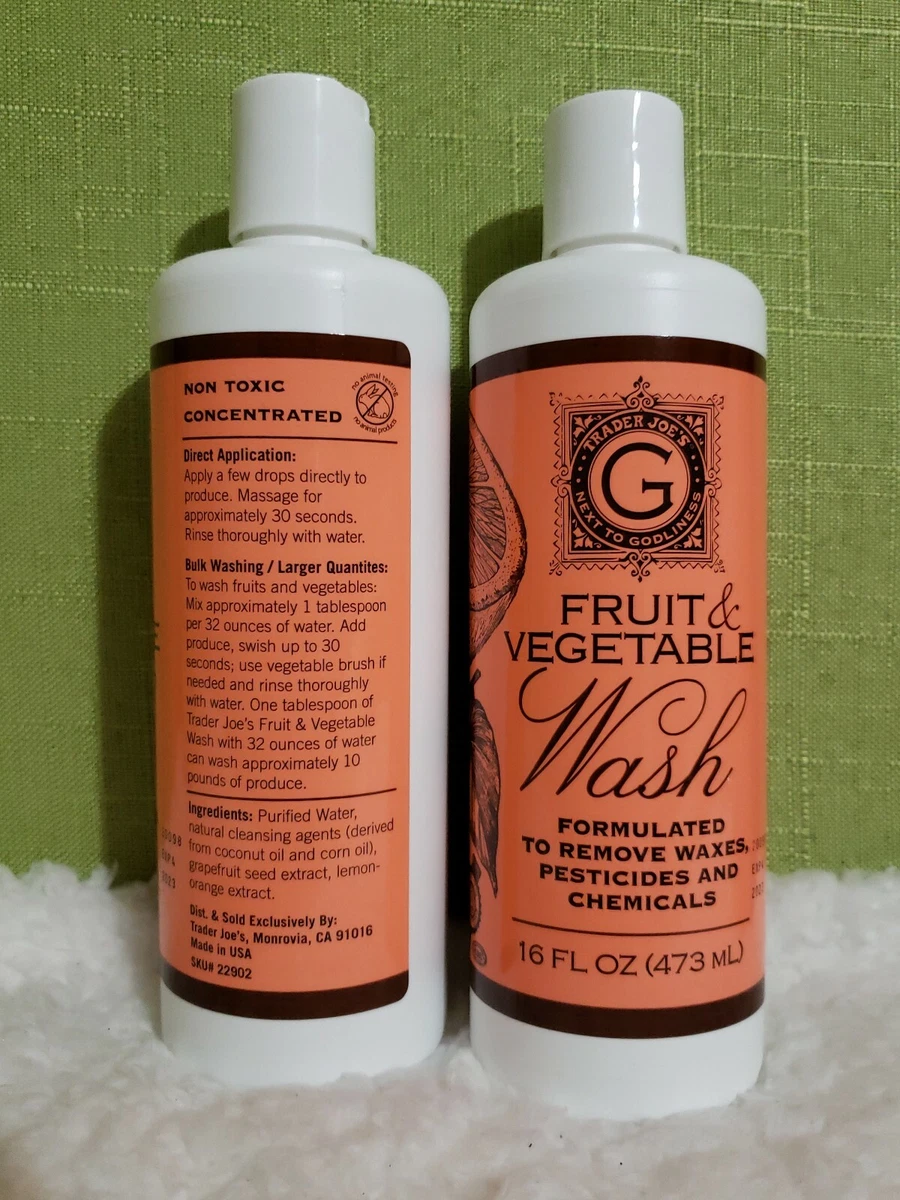 NON TOXIC
CONCENTRATED
no animal testing
no animal products
Direct Application:
Apply a few drops directly to
produce. Massage for
approximately 30 seconds.
Rinse thoroughly with water.
Bulk Washing / Larger Quantites:
To wash fruits and vegetables:
Mix approximately 1 tablespoon
per 32 ounces of water. Add
produce, swish up to 30
seconds; use vegetable brush if
needed and rinse thoroughly
with water. One tablespoon of
Trader Joe's Fruit & Vegetable
Wash with 32 ounces of water
can wash approximately 10
pounds of produce.
Ingredients: Purified Water,
natural cleansing agents (derived
from coconut oil and corn oil),
grapefruit seed extract, lemon-
orange extract.
Dist. & Sold Exclusively By:
Trader Joe's, Monrovia, CA 91016
Made in USA
SKU# 22902
TRADER JOE'S
G
NEXT TO GODLINESS
FRUIT &
VEGETABLE
Wash
FORMULATED
TO REMOVE WAXES,
PESTICIDES AND
CHEMICALS
16 FL OZ (473 mL)